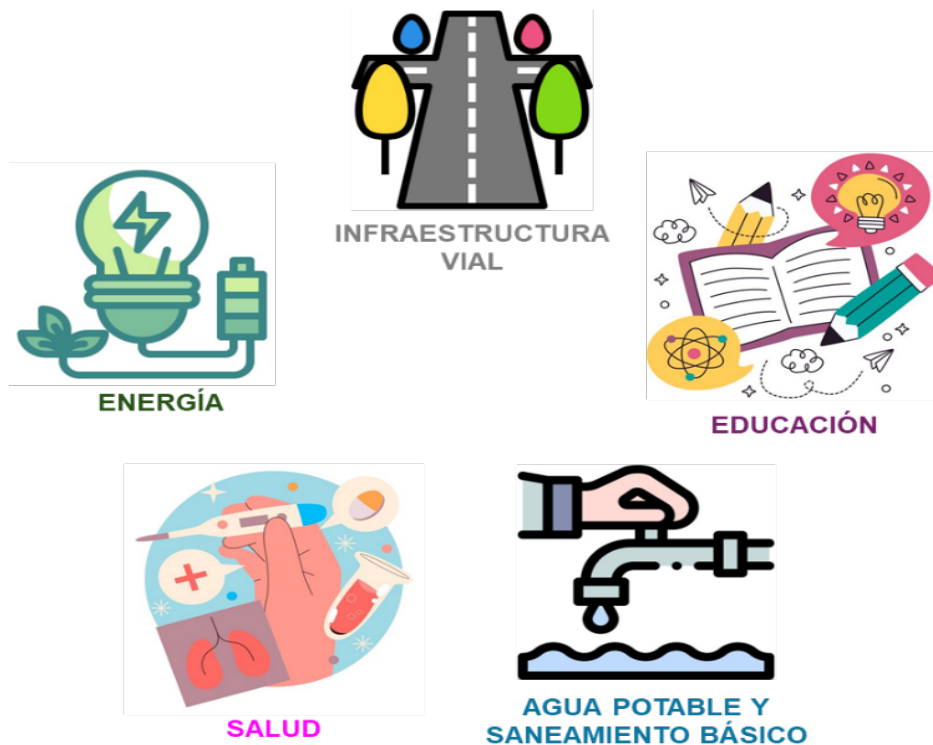 INFRAESTRUCTURA
VIAL
ENERGÍA
EDUCACIÓN
SALUD
AGUA POTABLE Y
SANEAMIENTO BÁSICO